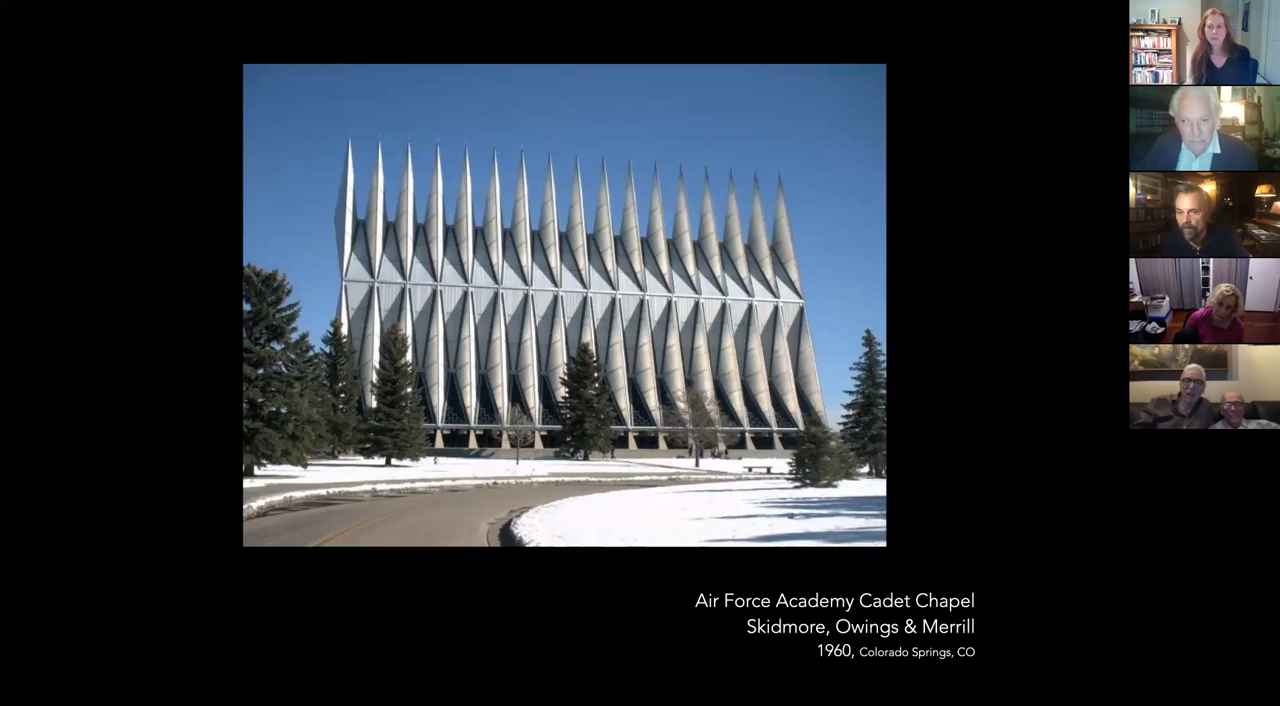 Air Force Academy Cadet Chapel
Skidmore, Owings & Merrill
1960, Colorado Springs, CO